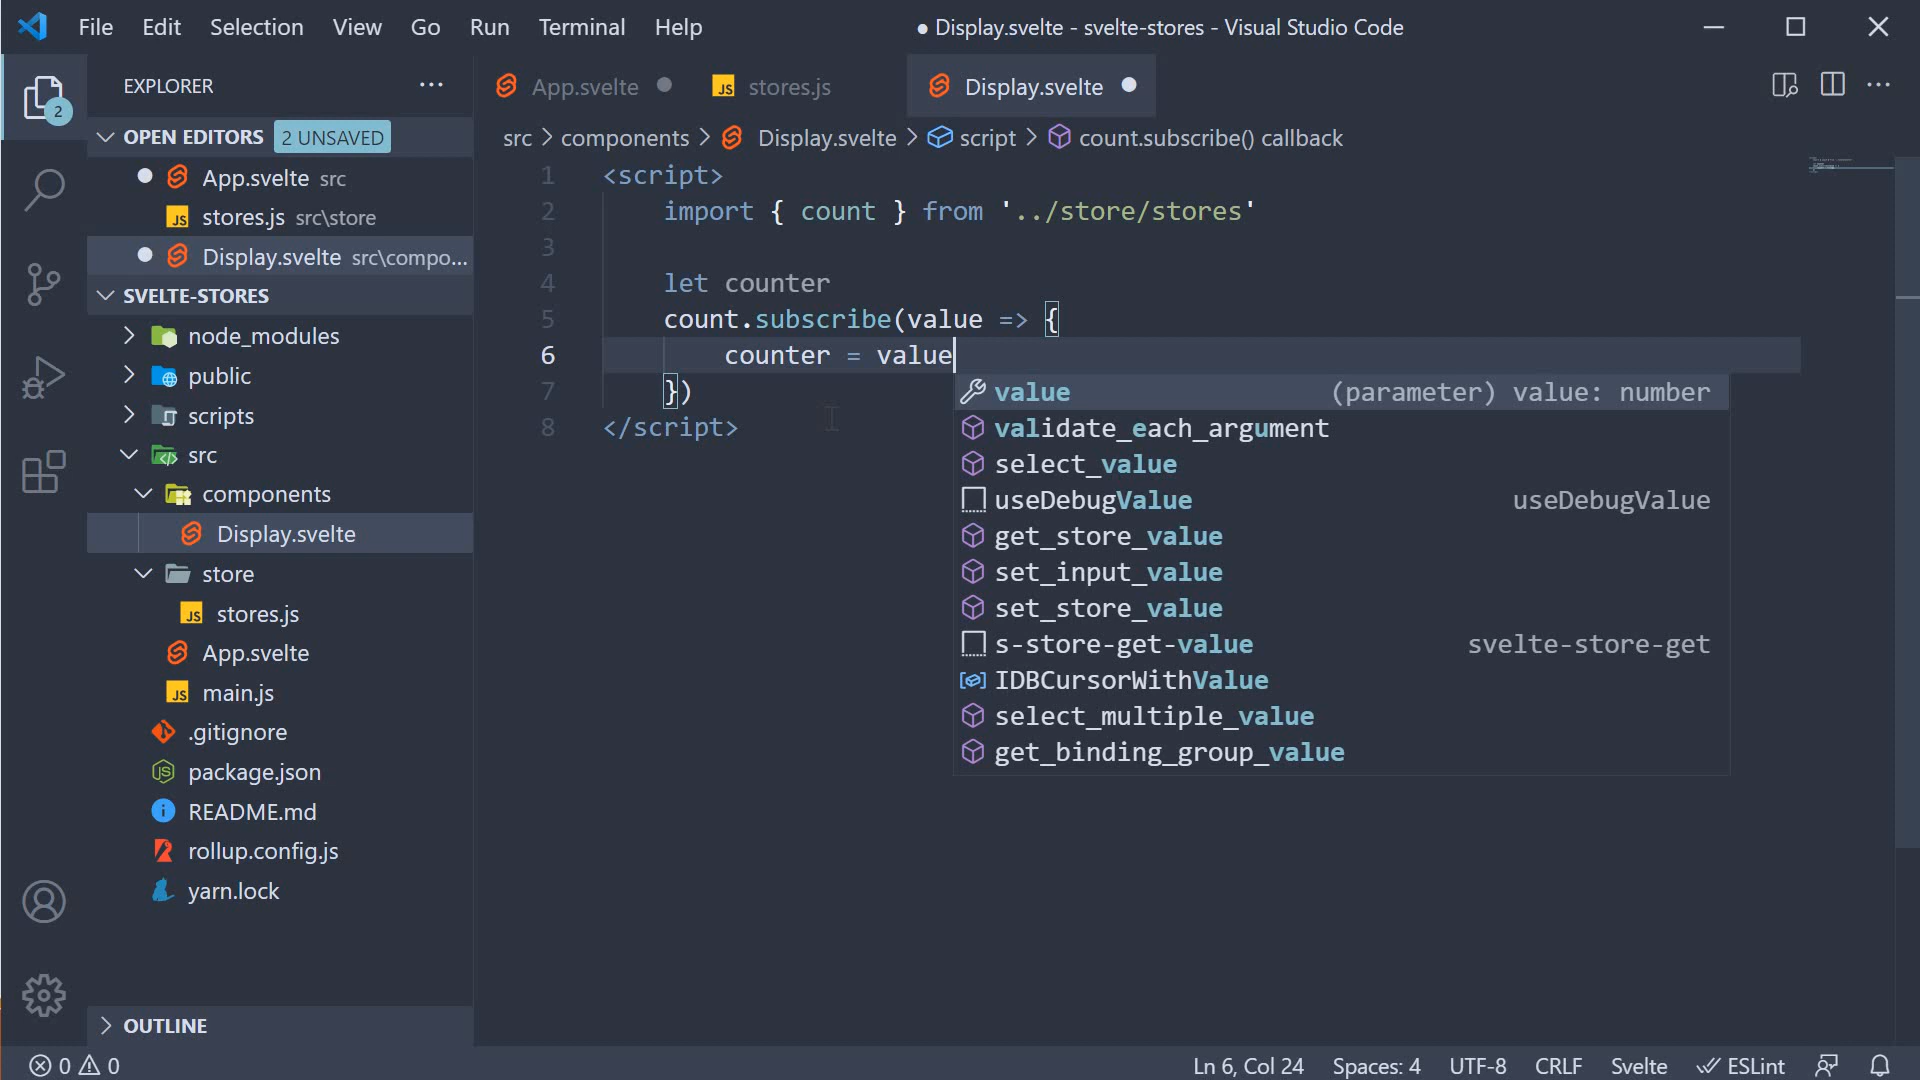 File Edit Selection View Go Run Terminal Help ● Display.svelte - svelte-stores - Visual Studio Code
2
EXPLORER
OPEN EDITORS 2 UNSAVED
App.svelte src
stores.js src\store
Display.svelte src\compo...
SVELTE-STORES
node_modules
public
scripts
src
components
Display.svelte
store
stores.js
App.svelte
main.js
.gitignore
package.json
README.md
rollup.config.js
yarn.lock
OUTLINE
App.svelte JS stores.js Display.svelte
src > components > Display.svelte > script > count.subscribe() callback
1 <script>
2 import { count } from '../store/stores'
3
4 let counter
5 count.subscribe(value => {
6 counter = value
7 })
8 </script>
value (parameter) value: number
validate_each_argument
select_value
useDebugValue useDebugValue
get_store_value
set_input_value
set_store_value
s-store-get-value svelte-store-get
IDBCursorWithValue
select_multiple_value
get_binding_group_value
0 0 Ln 6, Col 24 Spaces: 4 UTF-8 CRLF Svelte ESLint